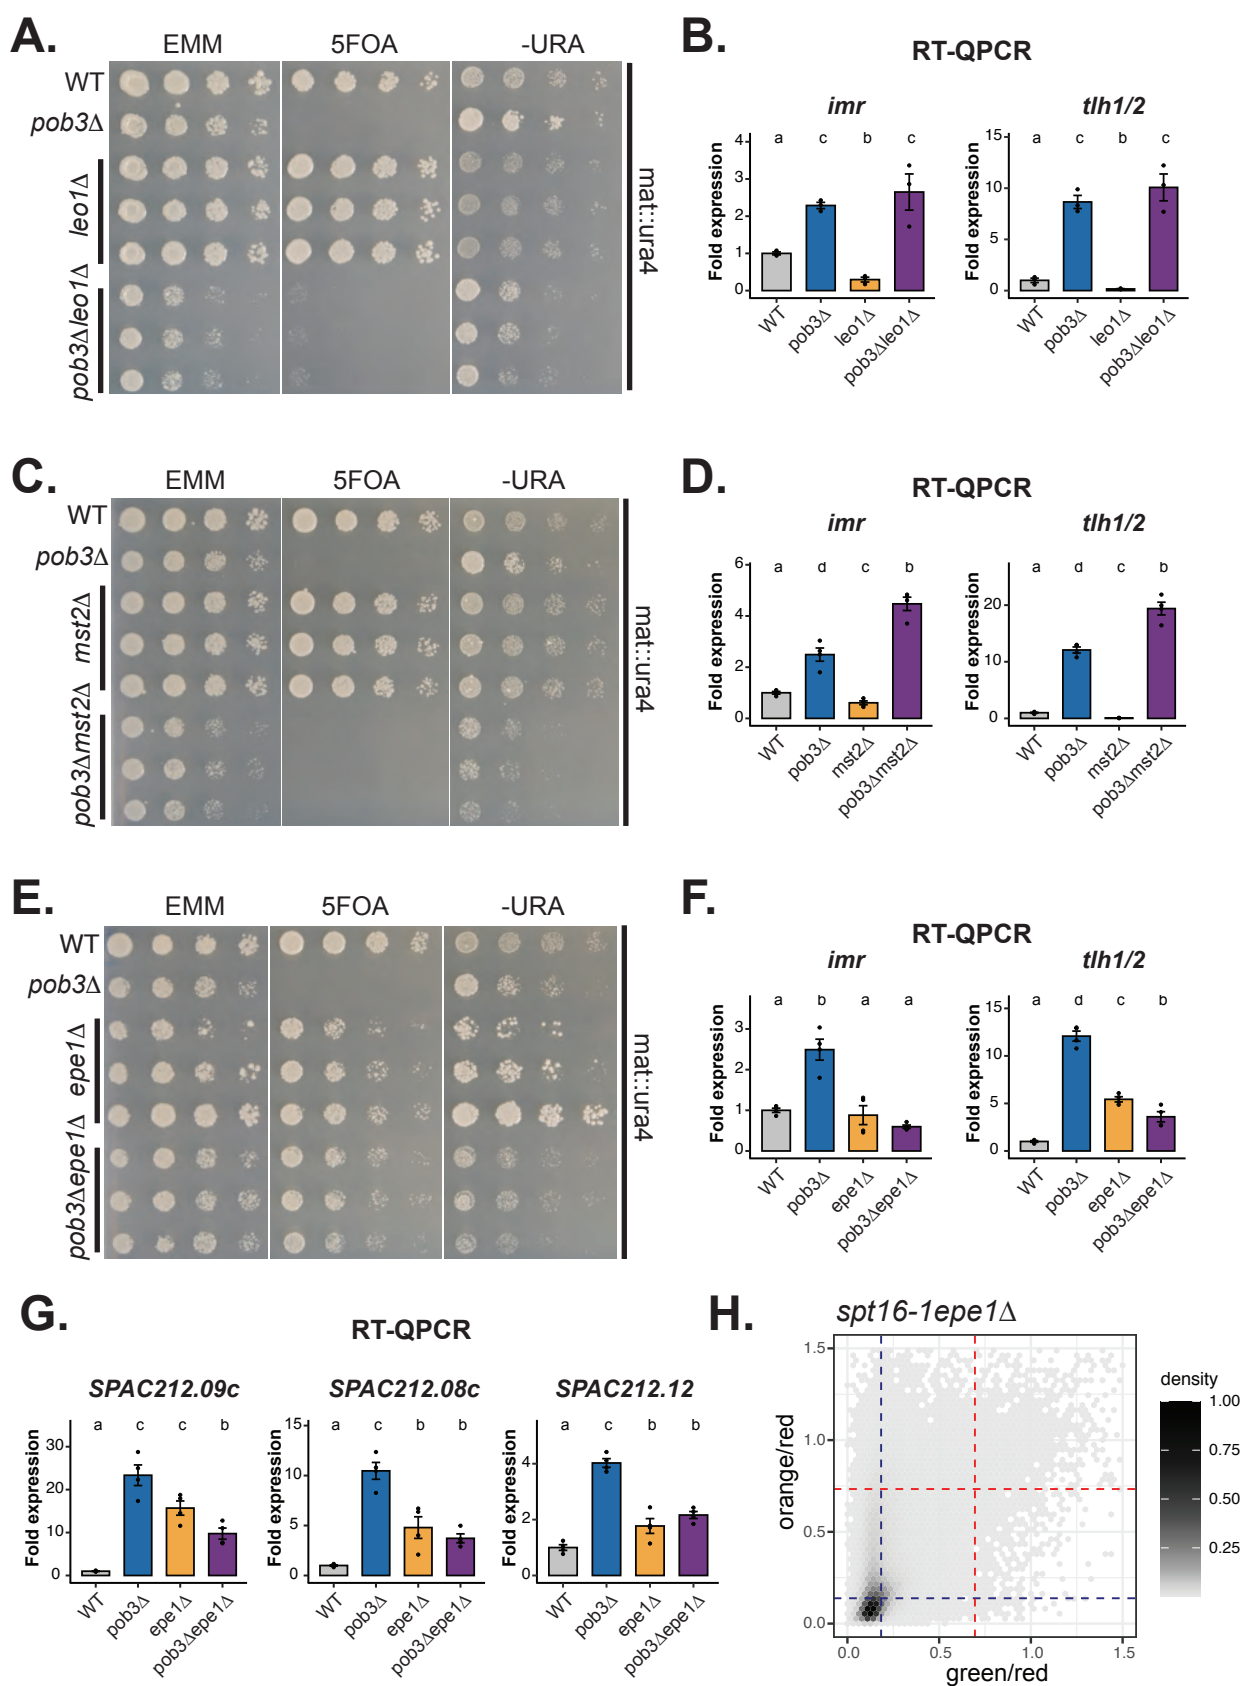 A.
EMM 5FOA -URA
WT
pob3Δ
leo1Δ
pob3Δleo1Δ
mat::ura4
B.
RT-QPCR
imr tlh1/2
Fold expression
4
3
2
1
0
a c b c
WT pob3Δ leo1Δ pob3Δleo1Δ
Fold expression
15
10
5
0
a c b c
WT pob3Δ leo1Δ pob3Δleo1Δ
C.
EMM 5FOA -URA
WT
pob3Δ
mst2Δ
pob3Δmst2Δ
mat::ura4
D.
RT-QPCR
imr tlh1/2
Fold expression
6
4
2
0
a d c b
WT pob3Δ mst2Δ pob3Δmst2Δ
Fold expression
20
10
0
a d c b
WT pob3Δ mst2Δ pob3Δmst2Δ
E.
EMM 5FOA -URA
WT
pob3Δ
epe1Δ
pob3Δepe1Δ
mat::ura4
F.
RT-QPCR
imr tlh1/2
Fold expression
3
2
1
0
a b a a
WT pob3Δ epe1Δ pob3Δepe1Δ
Fold expression
15
10
5
0
a d c b
WT pob3Δ epe1Δ pob3Δepe1Δ
G.
RT-QPCR
SPAC212.09c SPAC212.08c SPAC212.12
Fold expression
30
20
10
0
a c c b
WT pob3Δ epe1Δ pob3Δepe1Δ
Fold expression
15
10
5
0
a c b b
WT pob3Δ epe1Δ pob3Δepe1Δ
Fold expression
4
2
0
a c b b
WT pob3Δ epe1Δ pob3Δepe1Δ
H.
spt16-1epe1Δ
orange/red
1.5
1.0
0.5
0.0
0.0 0.5 1.0 1.5
green/red
density
1.00
0.75
0.50
0.25